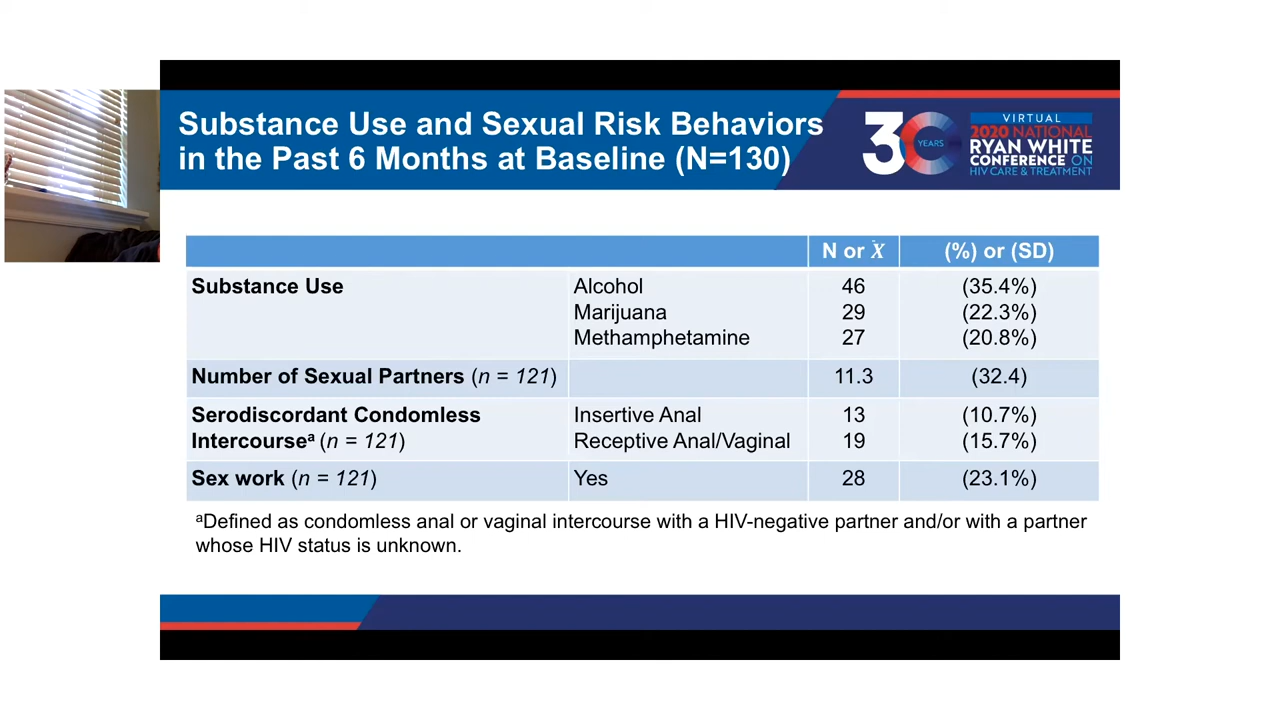 Substance Use and Sexual Risk Behaviors
in the Past 6 Months at Baseline (N=130)
30 YEARS
VIRTUAL
2020 NATIONAL
RYAN WHITE
CONFERENCE ON
HIV CARE & TREATMENT
N or X̄ (%) or (SD)
Substance Use Alcohol 46 (35.4%)
Marijuana 29 (22.3%)
Methamphetamine 27 (20.8%)
Number of Sexual Partners (n = 121) 11.3 (32.4)
Serodiscordant Condomless Insertive Anal 13 (10.7%)
Intercourseᵃ (n = 121) Receptive Anal/Vaginal 19 (15.7%)
Sex work (n = 121) Yes 28 (23.1%)
ᵃDefined as condomless anal or vaginal intercourse with a HIV-negative partner and/or with a partner
whose HIV status is unknown.